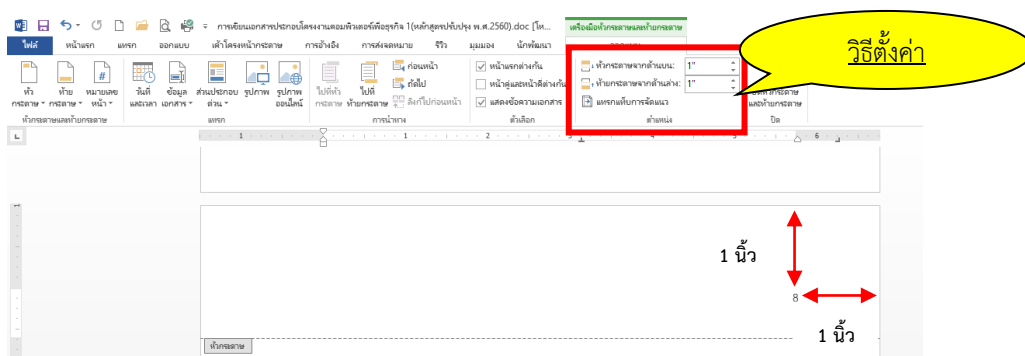 การเขียนเอกสารประกอบโครงงานคอมพิวเตอร์เพื่อธุรกิจ 1(หลักสูตรปรับปรุง พ.ศ.2560).doc [โห...
เครื่องมือหัวกระดาษและท้ายกระดาษ
ไฟล์ หน้าแรก แทรก ออกแบบ เค้าโครงหน้ากระดาษ การอ้างอิง การส่งจดหมาย รีวิว มุมมอง นักพัฒนา
วิธีตั้งค่า
หัว
กระดาษ
ท้าย
กระดาษ
หมายเลข
หน้า
วันที่
และเวลา
ข้อมูล
เอกสาร
ส่วนประกอบ
ด่วน
รูปภาพ
รูปภาพ
ออนไลน์
ไปที่หัว
กระดาษ
ไปที่
ท้ายกระดาษ
ก่อนหน้า
ถัดไป
ลิงก์ไปก่อนหน้า
หน้าแรกต่างกัน
หน้าคู่และหน้าคี่ต่างกัน
แสดงข้อความเอกสาร
หัวกระดาษจากด้านบน: 1"
ท้ายกระดาษจากด้านล่าง: 1"
แทรกแท็บการจัดแนว
และท้ายกระดาษ
หัวกระดาษและท้ายกระดาษ แทรก การนำทาง ตัวเลือก ตำแหน่ง ปิด
1 1 2 3 4 5 6
1 นิ้ว
8
1 นิ้ว
หัวกระดาษ